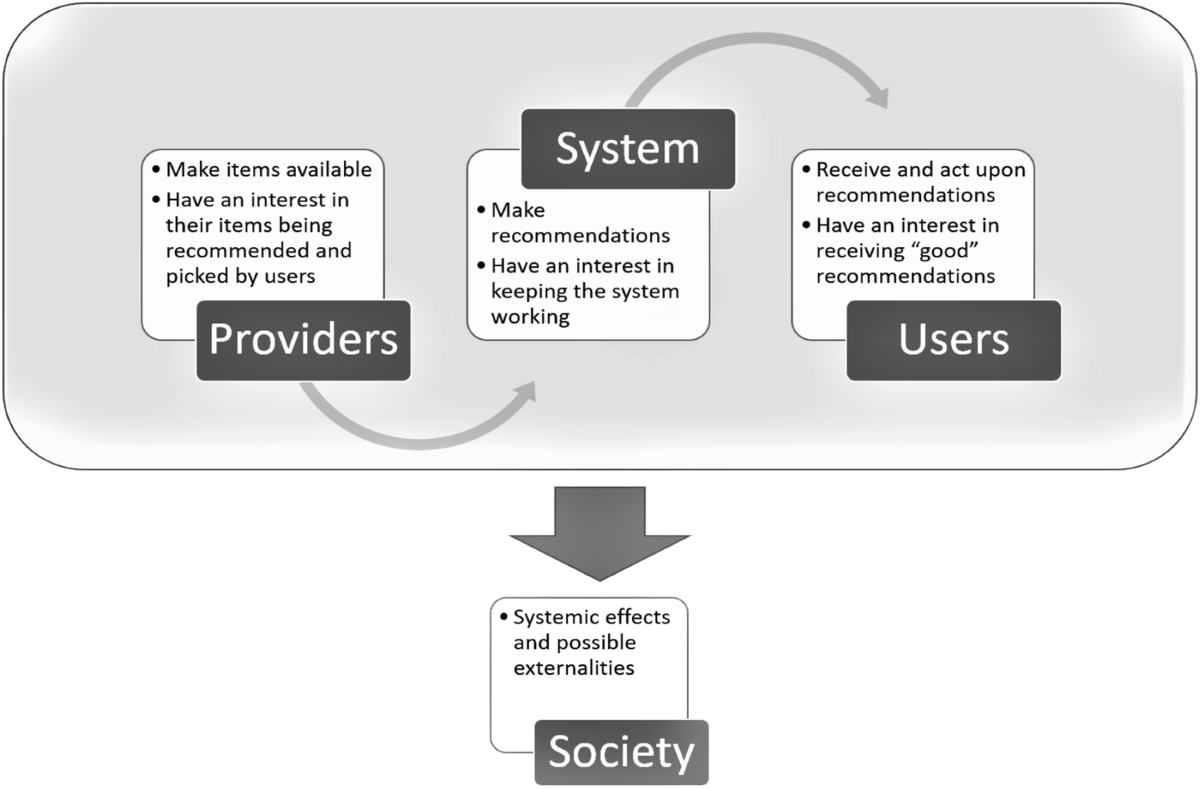 • Make items available
• Have an interest in
their items being
recommended and
picked by users
Providers
System
• Make
recommendations
• Have an interest in
keeping the system
working
• Receive and act upon
recommendations
• Have an interest in
receiving “good”
recommendations
Users
• Systemic effects
and possible
externalities
Society